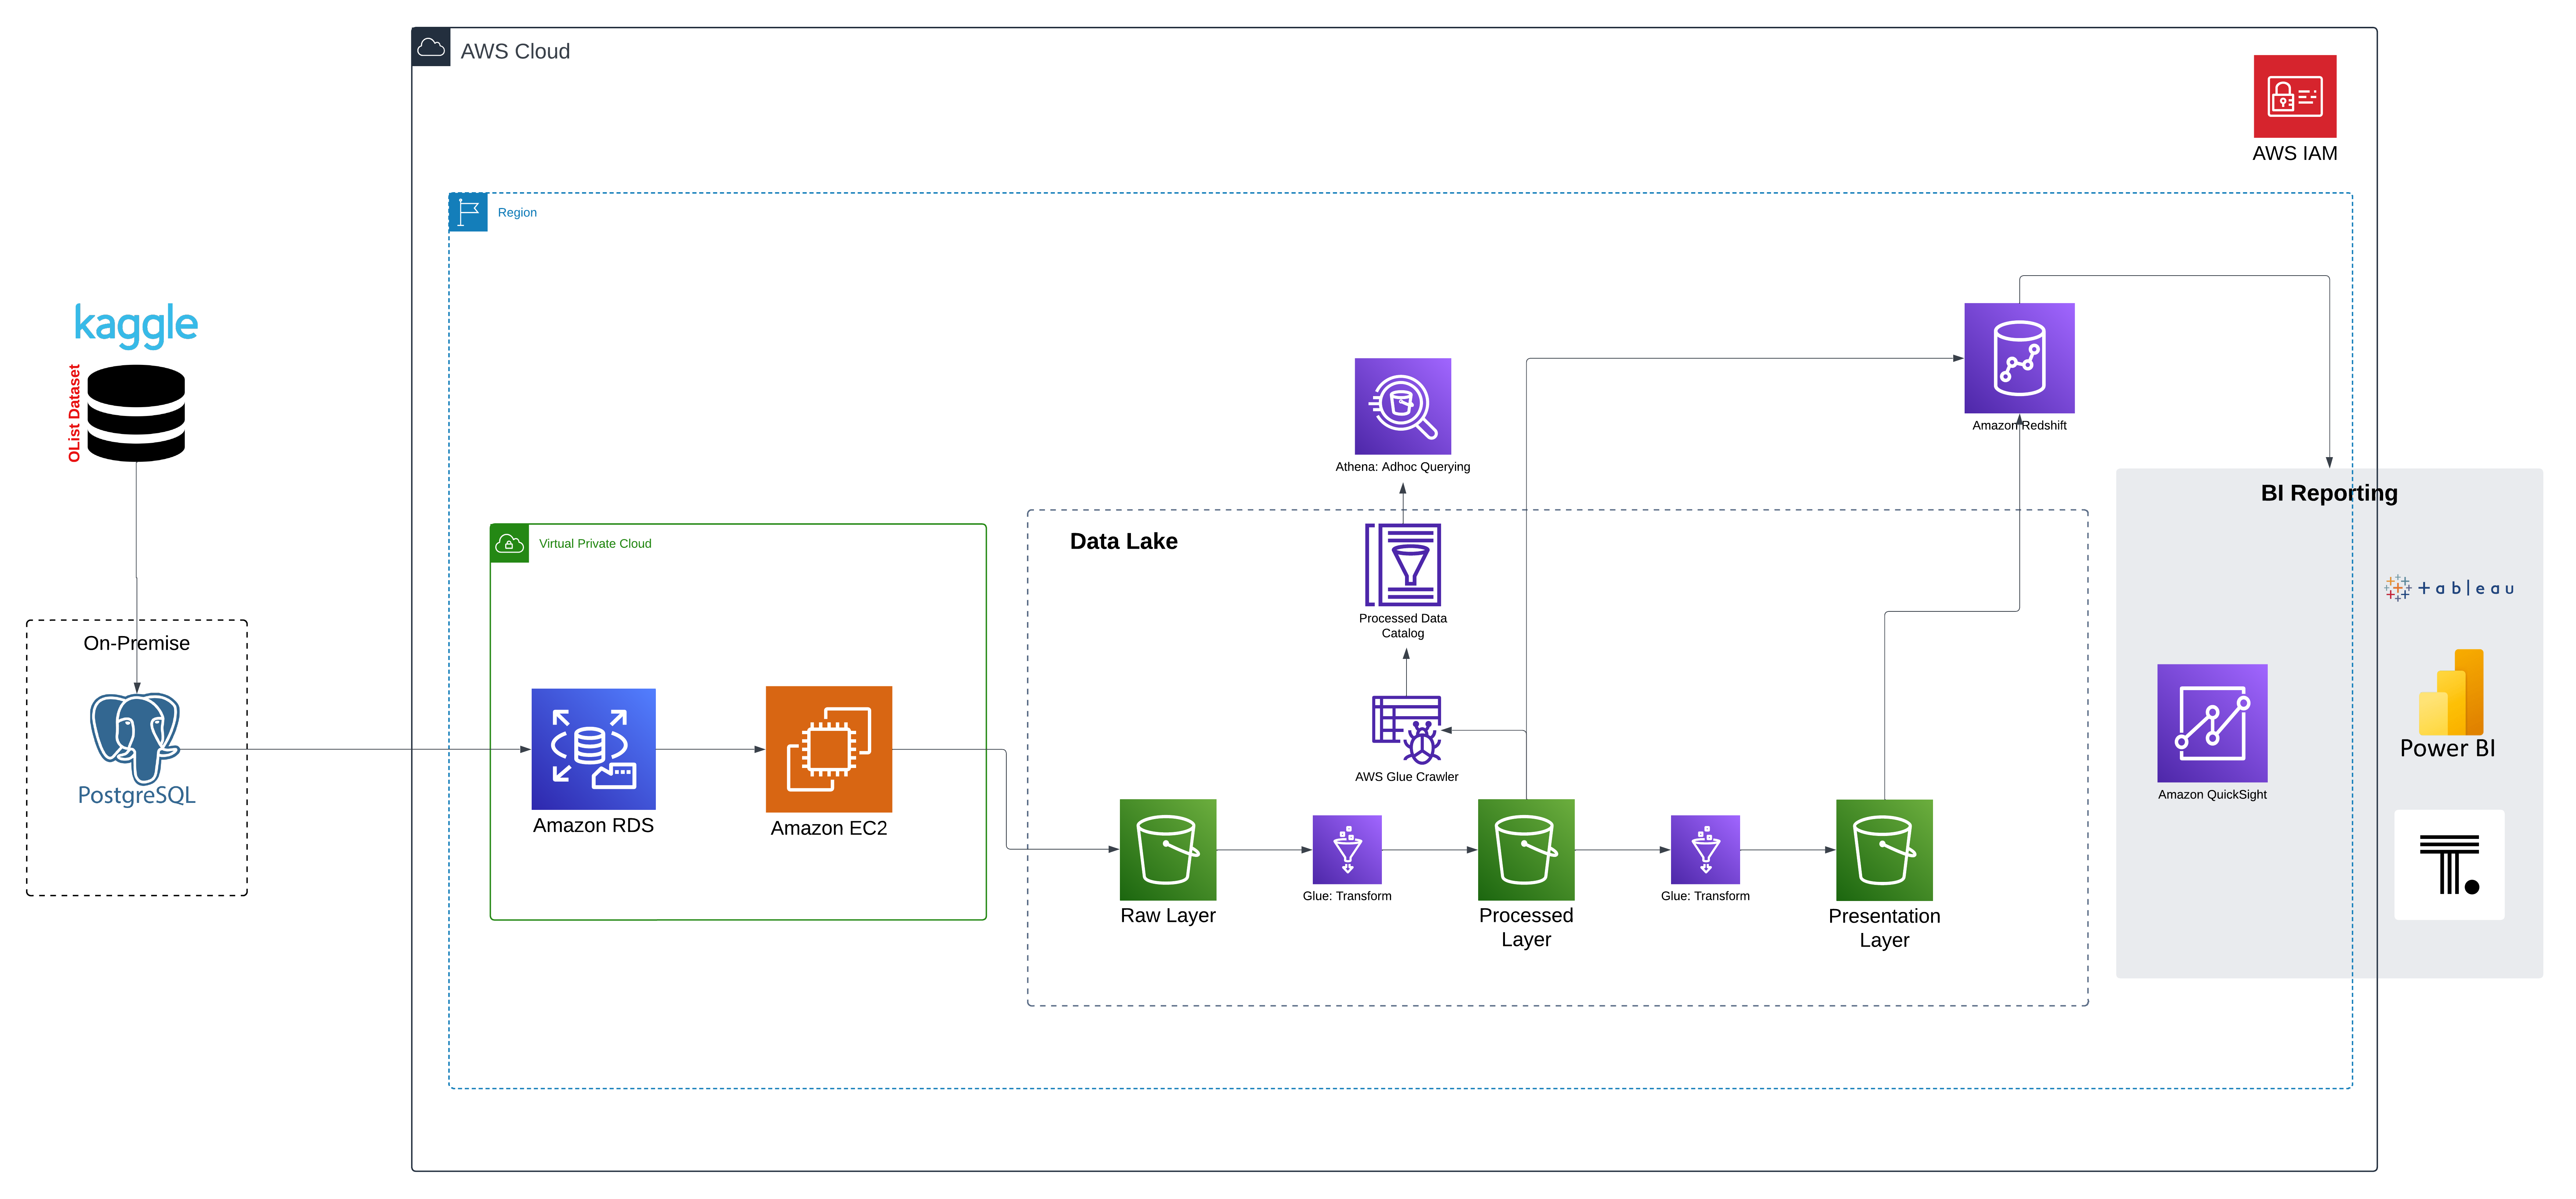 AWS Cloud
AWS IAM
Region
kaggle
OList Dataset
On-Premise
PostgreSQL
Virtual Private Cloud
Amazon RDS
Amazon EC2
Data Lake
Athena: Adhoc Querying
Processed Data
Catalog
AWS Glue Crawler
Raw Layer
Glue: Transform
Processed
Layer
Glue: Transform
Presentation
Layer
Amazon Redshift
BI Reporting
+ableau
Amazon QuickSight
Power BI
T.